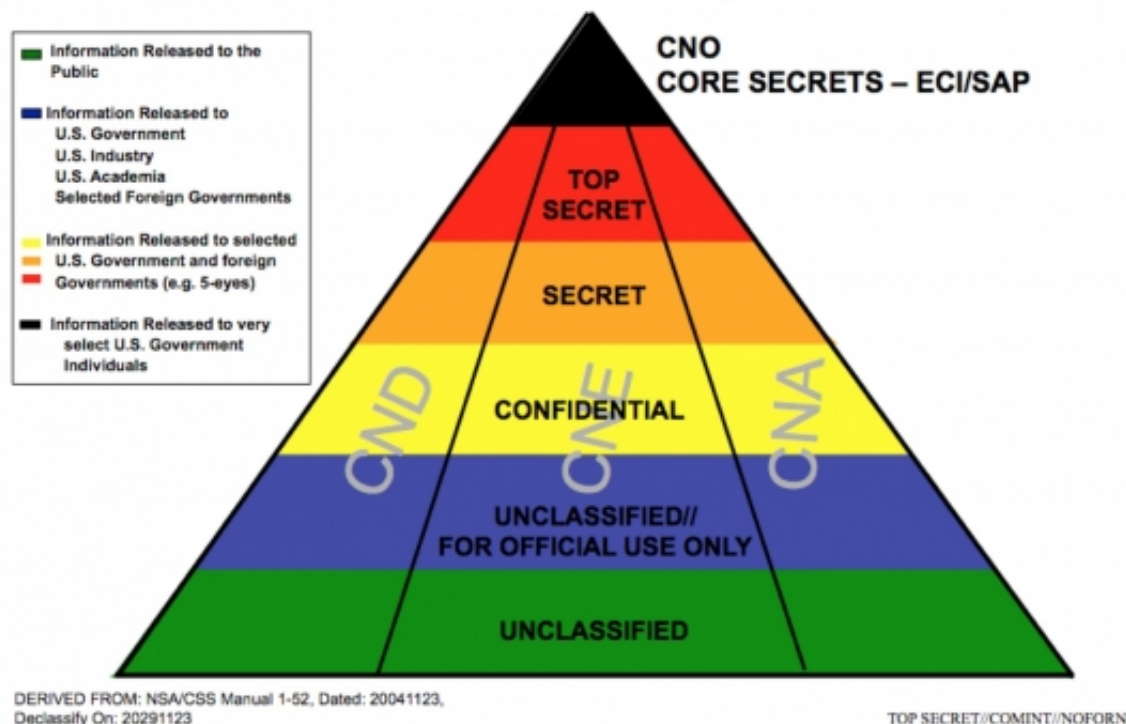 Information Released to the
Public
Information Released to
U.S. Government
U.S. Industry
U.S. Academia
Selected Foreign Governments
Information Released to selected
U.S. Government and foreign
Governments (e.g. 5-eyes)
Information Released to very
select U.S. Government
Individuals
CNO
CORE SECRETS – ECI/SAP
TOP
SECRET
SECRET
CND
CNE
CNA
CONFIDENTIAL
UNCLASSIFIED//
FOR OFFICIAL USE ONLY
UNCLASSIFIED
DERIVED FROM: NSA/CSS Manual 1-52, Dated: 20041123,
Declassify On: 20291123
TOP SECRET//COMINT//NOFORN